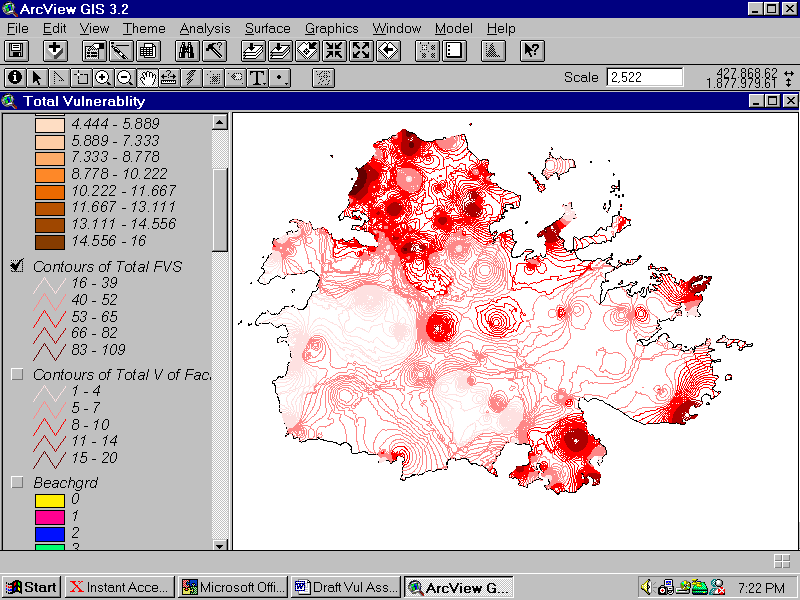 ArcView GIS 3.2
File Edit View Theme Analysis Surface Graphics Window Model Help
Scale 2,522 427,868.62
1,877,979.61
Total Vulnerablity
4.444 - 5.889
5.889 - 7.333
7.333 - 8.778
8.778 - 10.222
10.222 - 11.667
11.667 - 13.111
13.111 - 14.556
14.556 - 16
Contours of Total FVS
16 - 39
40 - 52
53 - 65
66 - 82
83 - 109
Contours of Total V of Fac
1 - 4
5 - 7
8 - 10
11 - 14
15 - 20
Beachgrd
0
1
2
3
Start Instant Acce... Microsoft Offi... Draft Vul Ass... ArcView G... 7:22 PM